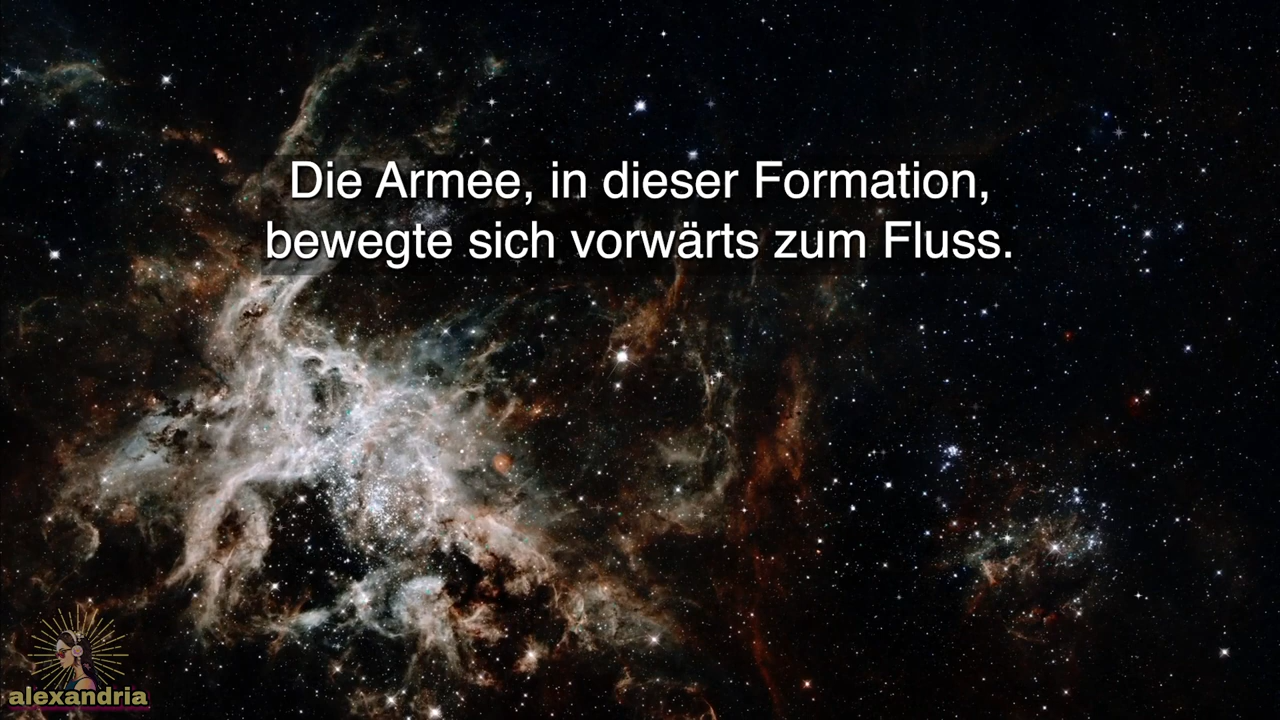 Die Armee, in dieser Formation,
bewegte sich vorwärts zum Fluss.
alexandria